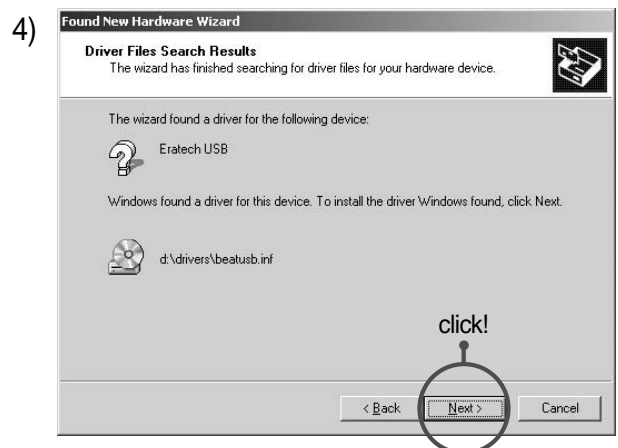 4)
Found New Hardware Wizard
Driver Files Search Results
The wizard has finished searching for driver files for your hardware device.
The wizard found a driver for the following device:
Eratech USB
Windows found a driver for this device. To install the driver Windows found, click Next.
d:\drivers\beatusb.inf
click!
< Back
Next >
Cancel